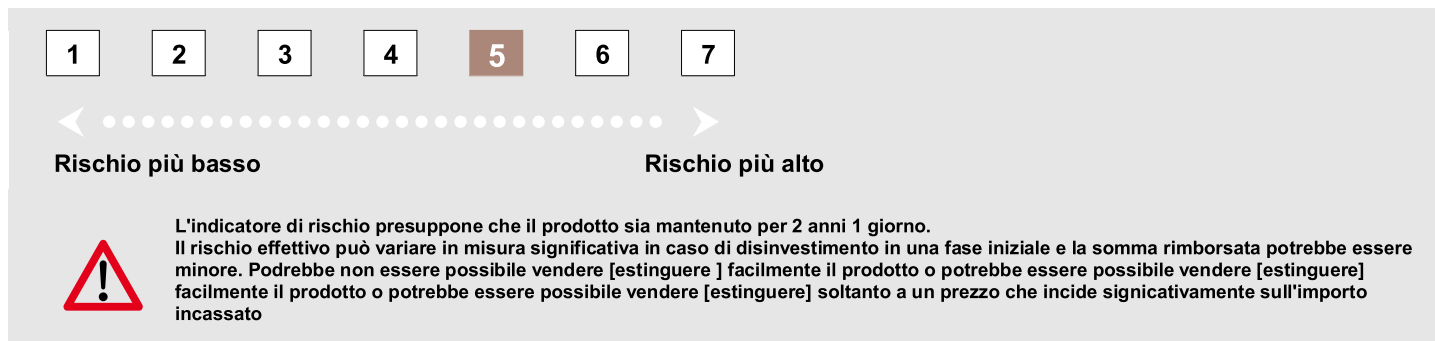 1 2 3 4 5 6 7
Rischio più basso Rischio più alto
L'indicatore di rischio presuppone che il prodotto sia mantenuto per 2 anni 1 giorno.
Il rischio effettivo può variare in misura significativa in caso di disinvestimento in una fase iniziale e la somma rimborsata potrebbe essere
minore. Podrebbe non essere possibile vendere [estinguere ] facilmente il prodotto o potrebbe essere possibile vendere [estinguere]
facilmente il prodotto o potrebbe essere possibile vendere [estinguere] soltanto a un prezzo che incide signicativamente sull'importo
incassato